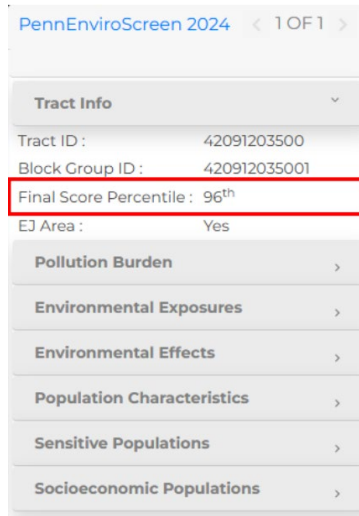 PennEnviroScreen 2024 < 1 OF 1 >
Tract Info
Tract ID : 42091203500
Block Group ID : 420912035001
Final Score Percentile : 96th
EJ Area : Yes
Pollution Burden
Environmental Exposures
Environmental Effects
Population Characteristics
Sensitive Populations
Socioeconomic Populations